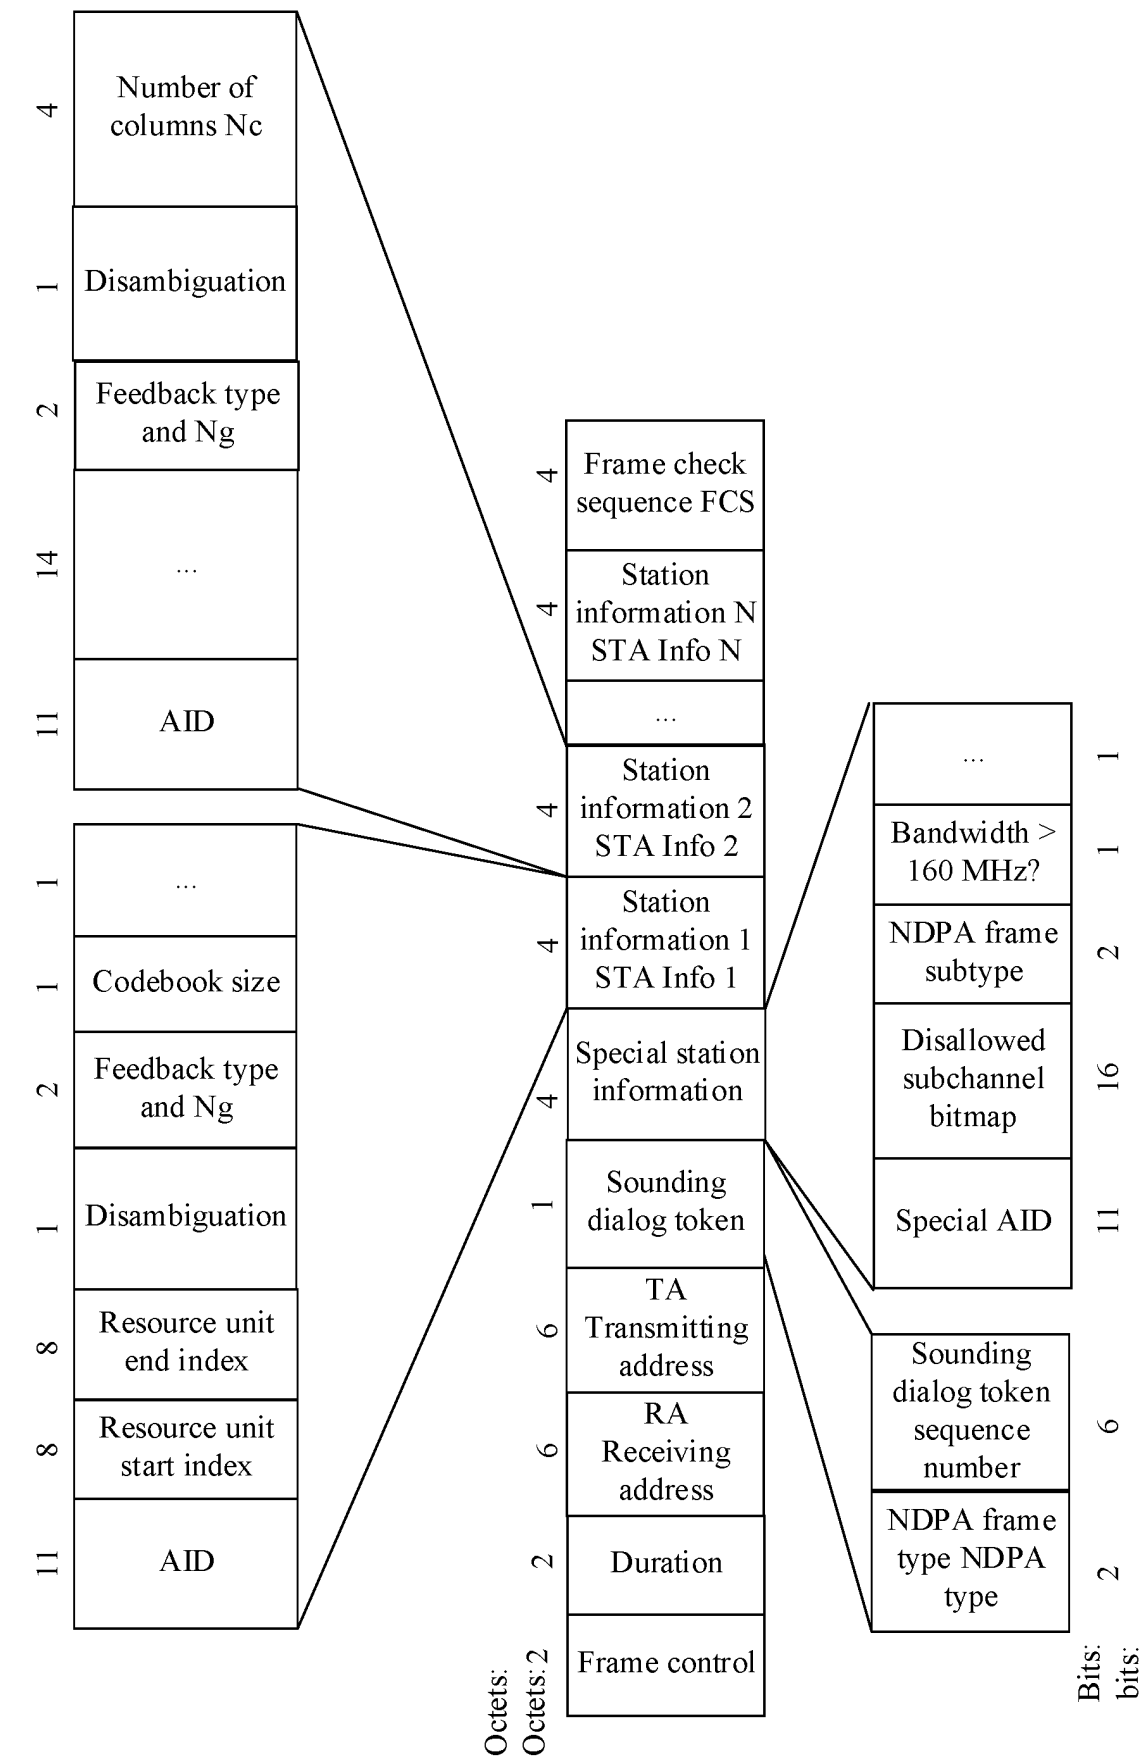 4
Number of
columns Nc
1
Disambiguation
2
Feedback type
and Ng
14
...
11
AID
1
...
1
Codebook size
2
Feedback type
and Ng
1
Disambiguation
8
Resource unit
end index
8
Resource unit
start index
11
AID
4
Frame check
sequence FCS
4
Station
information N
STA Info N
...
4
Station
information 2
STA Info 2
4
Station
information 1
STA Info 1
4
Special station
information
1
Sounding
dialog token
6
TA
Transmitting
address
6
RA
Receiving
address
2
Duration
Octets:
Octets: 2
Frame control
...
1
Bandwidth >
160 MHz?
1
NDPA frame
subtype
2
Disallowed
subchannel
bitmap
16
Special AID
11
Sounding
dialog token
sequence
number
6
NDPA frame
type NDPA
type
2
Bits:
bits: